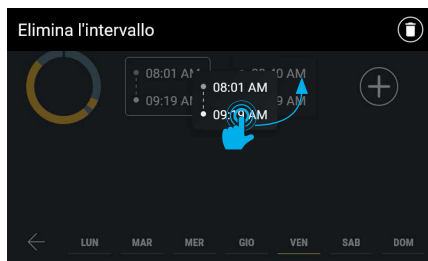 Elimina l'intervallo
08:01 AM
09:19 AM
08:01 AM
09:19 AM
LUN MAR MER GIO VEN SAB DOM